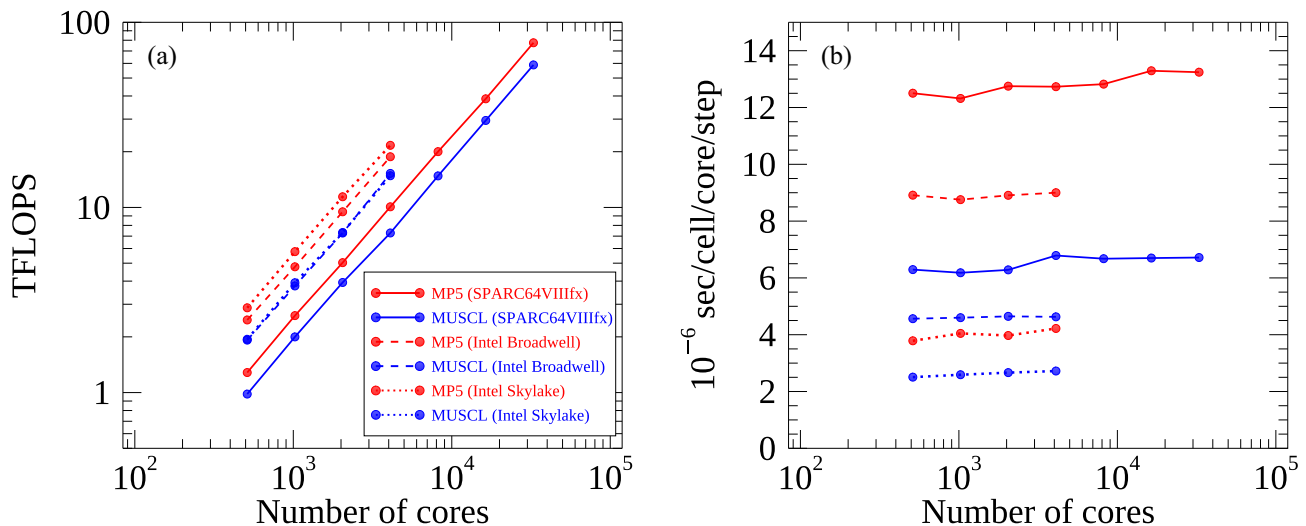 (a)
TFLOPS
100
10
1
10^2
10^3
10^4
10^5
Number of cores
MP5 (SPARC64VIIIfx)
MUSCL (SPARC64VIIIfx)
MP5 (Intel Broadwell)
MUSCL (Intel Broadwell)
MP5 (Intel Skylake)
MUSCL (Intel Skylake)
(b)
10^−6 sec/cell/core/step
14
12
10
8
6
4
2
0
10^2
10^3
10^4
10^5
Number of cores